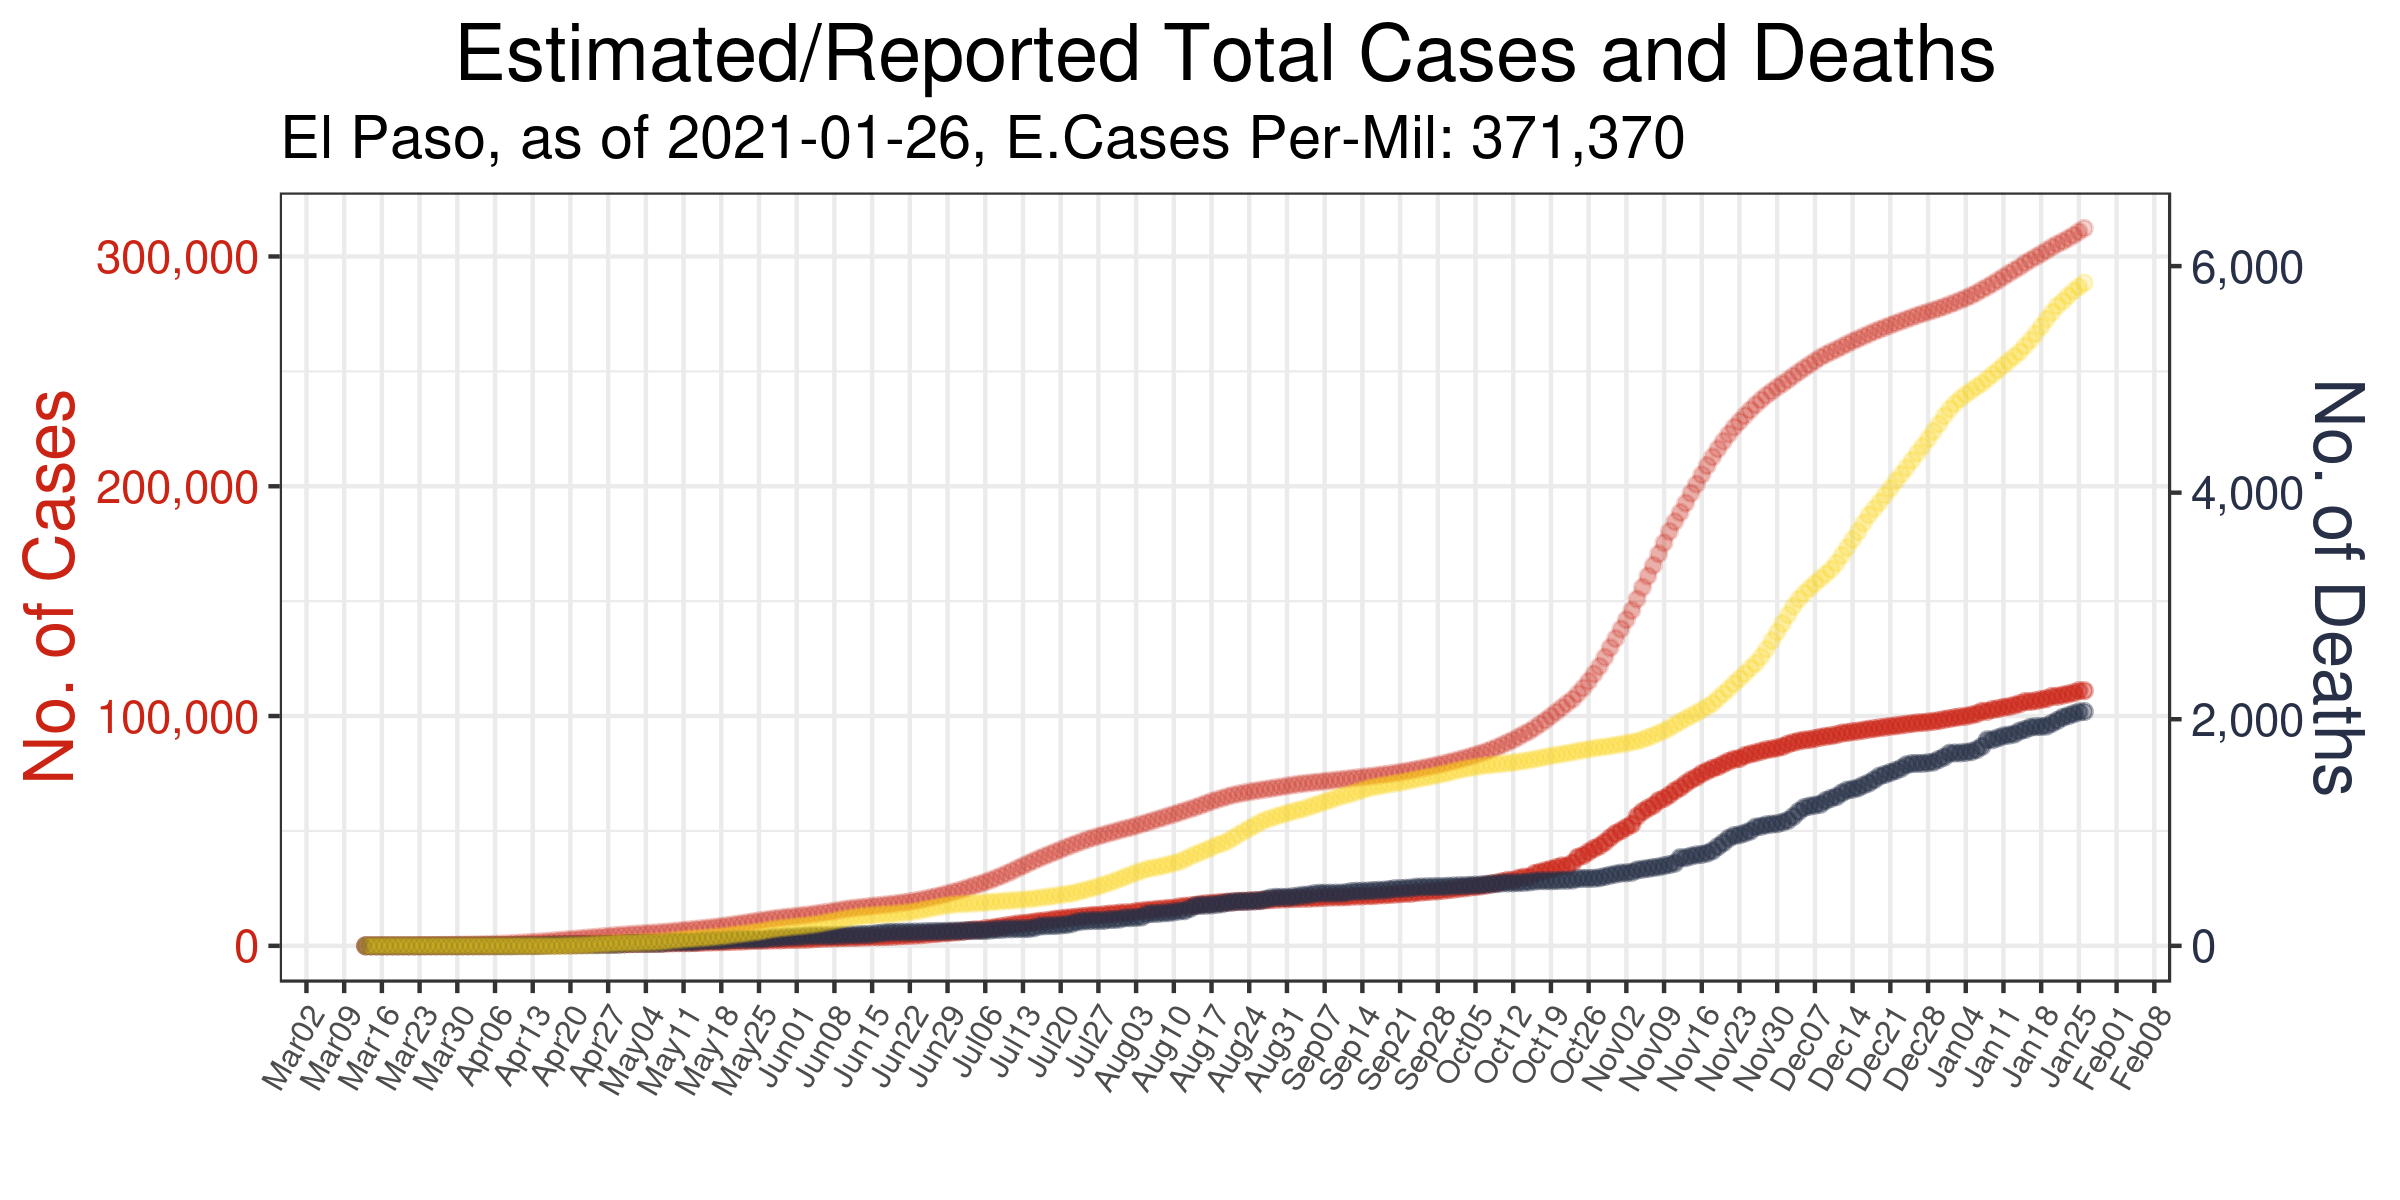 Estimated/Reported Total Cases and Deaths
El Paso, as of 2021-01-26, E.Cases Per-Mil: 371,370
No. of Cases
300,000
200,000
100,000
0
6,000
4,000
2,000
0
No. of Deaths
Mar02
Mar09
Mar16
Mar23
Mar30
Apr06
Apr13
Apr20
Apr27
May04
May11
May18
May25
Jun01
Jun08
Jun15
Jun22
Jun29
Jul06
Jul13
Jul20
Jul27
Aug03
Aug10
Aug17
Aug24
Aug31
Sep07
Sep14
Sep21
Sep28
Oct05
Oct12
Oct19
Oct26
Nov02
Nov09
Nov16
Nov23
Nov30
Dec07
Dec14
Dec21
Dec28
Jan04
Jan11
Jan18
Jan25
Feb01
Feb08